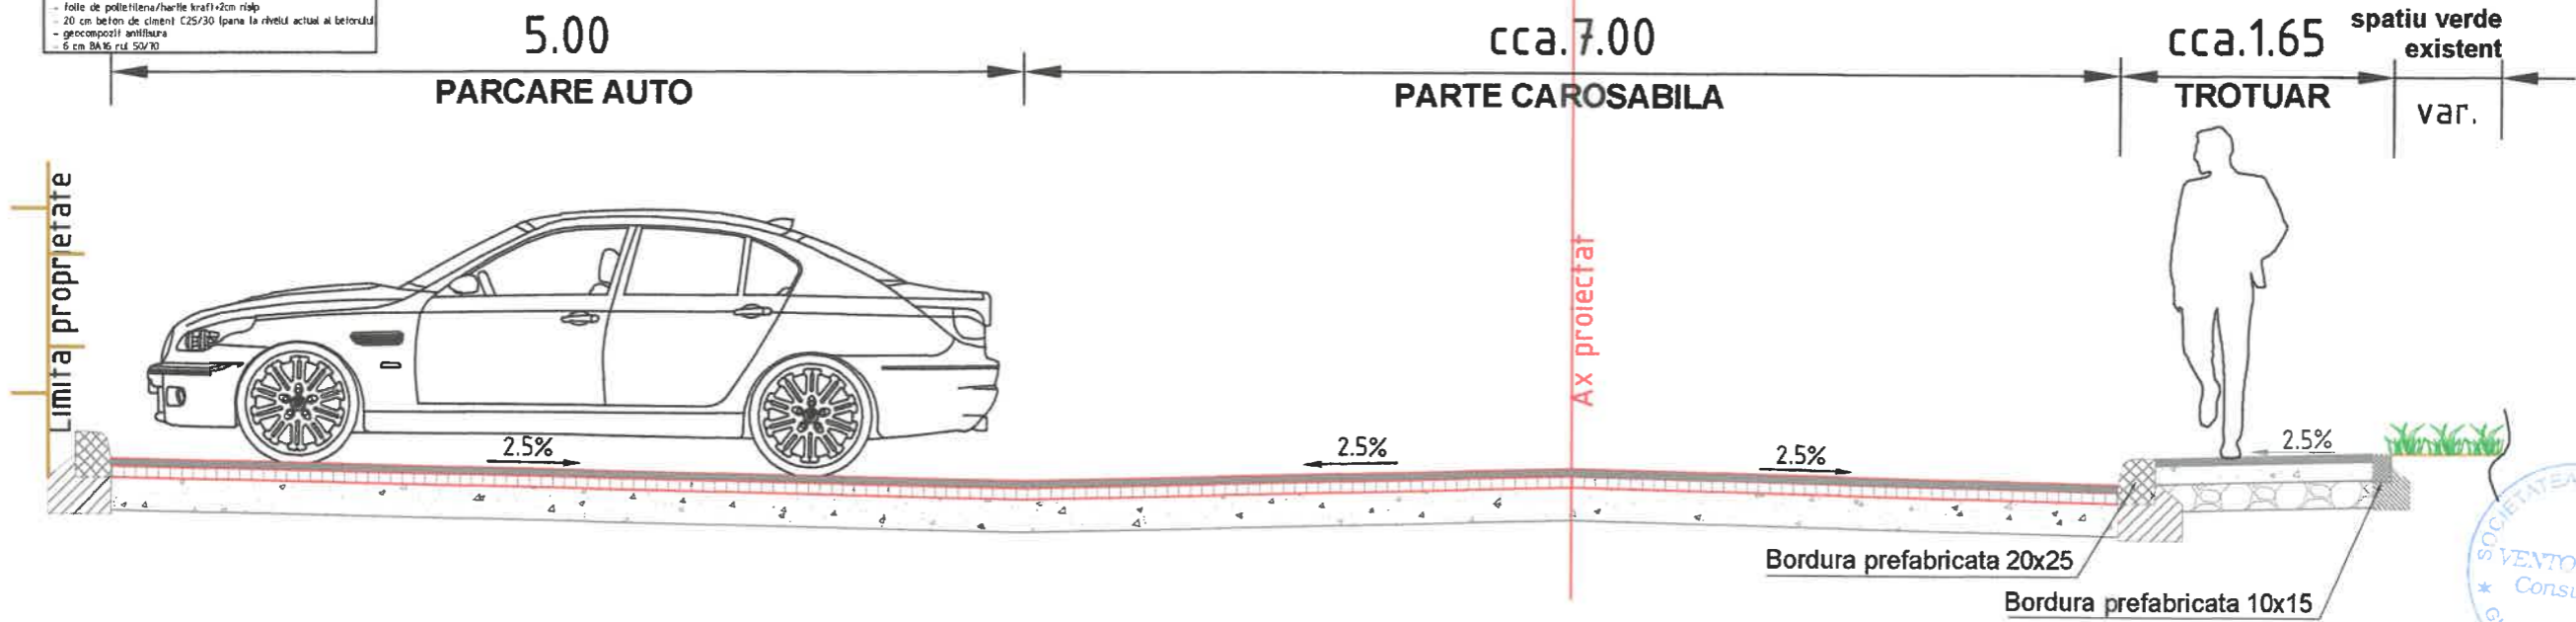 - folie de polietilena/hartie kraft+2cm nisip
- 20 cm beton de ciment C25/30 (pana la nivelul actual al betonului)
- geocompozit antifisura
- 6 cm BA16 rul 50/70
5.00
PARCARE AUTO
cca.7.00
PARTE CAROSABILA
cca.1.65
TROTUAR
spatiu verde
existent
var.
Limita proprietate
Ax proiectat
2.5%
2.5%
2.5%
2.5%
Bordura prefabricata 20x25
Bordura prefabricata 10x15
SOCIETATEA
VENTO
Consu